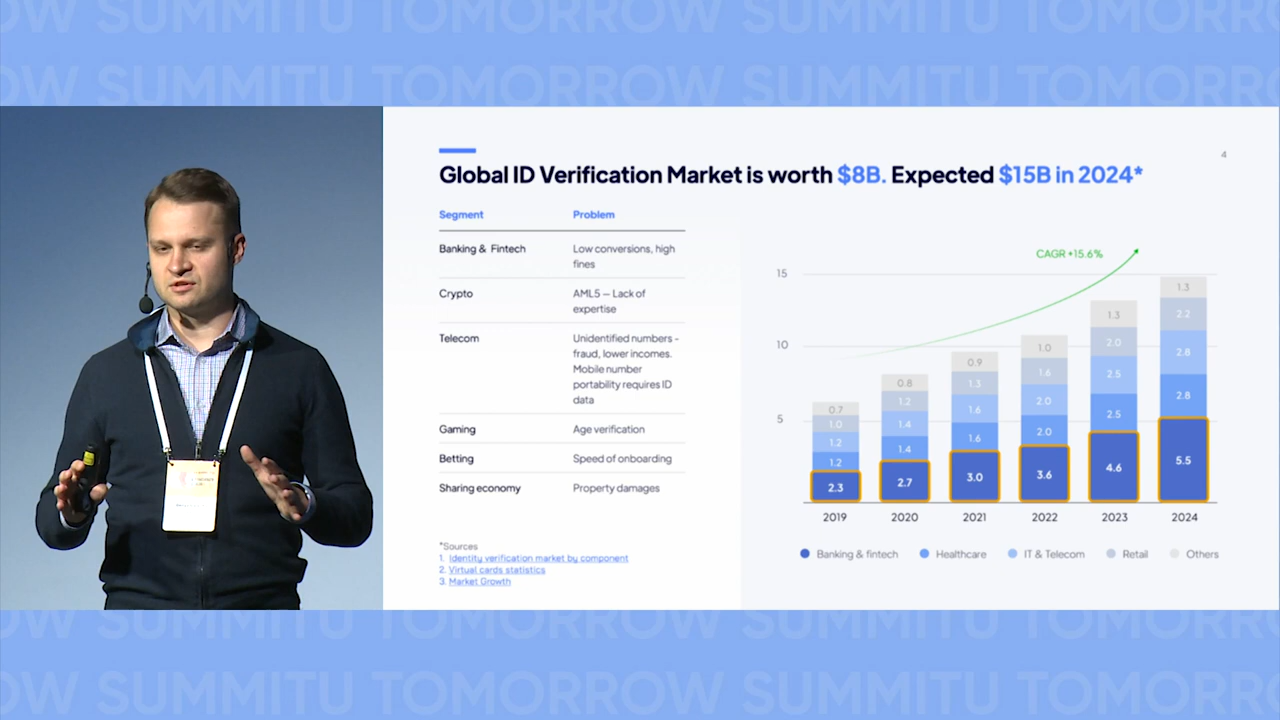 OW SUMMITU TOMORROW SUMMITU TOMORRO
OW SUMMITU TOMORROW SUMMITU TOMORRO
4
Global ID Verification Market is worth $8B. Expected $15B in 2024*
Segment Problem
Banking & Fintech Low conversions, high
fines
Crypto AML5 – Lack of
expertise
Telecom Unidentified numbers -
fraud, lower incomes.
Mobile number
portability requires ID
data
Gaming Age verification
Betting Speed of onboarding
Sharing economy Property damages
*Sources
1. Identity verification market by component
2. Virtual cards statistics
3. Market Growth
CAGR +15.6%
15
10
5
0.7
1.0
1.2
1.2
2.3
0.8
1.2
1.4
1.4
2.7
0.9
1.3
1.6
1.6
3.0
1.0
1.6
2.0
2.0
3.6
1.3
2.0
2.5
2.5
4.6
1.3
2.2
2.8
2.8
5.5
2019 2020 2021 2022 2023 2024
Banking & fintech Healthcare IT & Telecom Retail Others
OW SUMMITU TOMORROW SUMMITU TOMORRO
OW SUMMITU TOMORROW SUMMITU TOMORRO